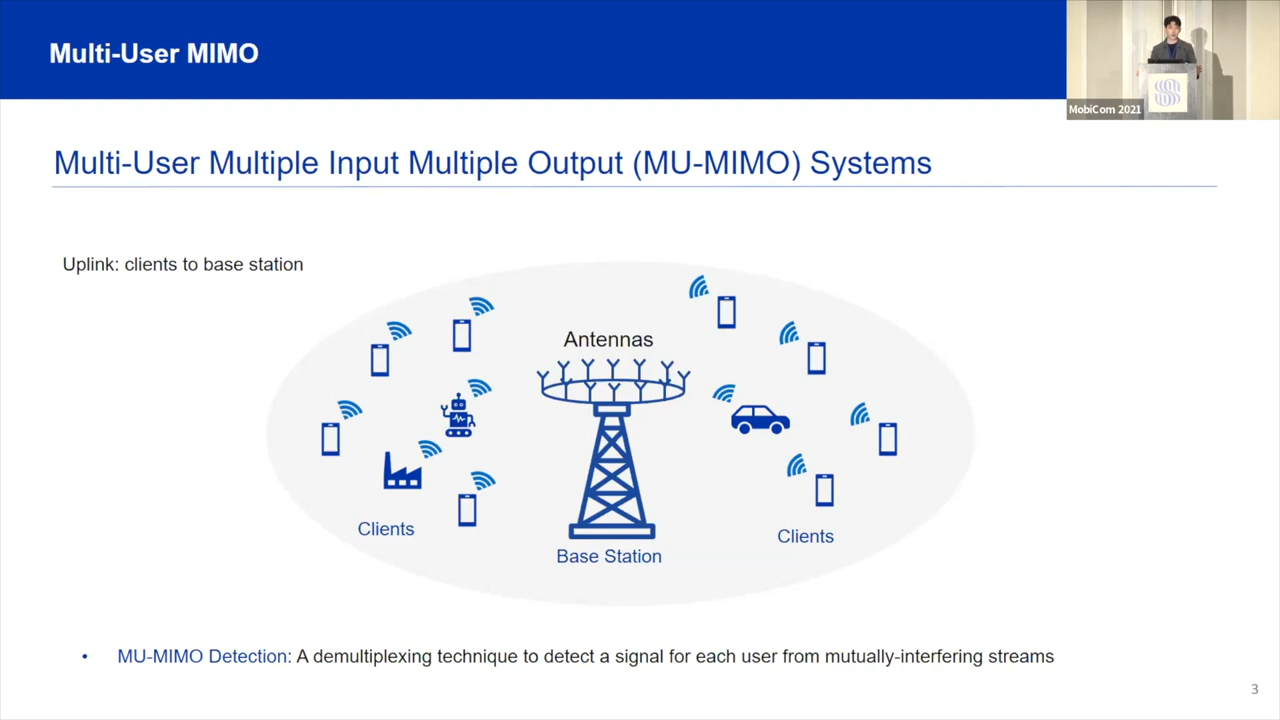 Multi-User MIMO
MobiCom 2021
Multi-User Multiple Input Multiple Output (MU-MIMO) Systems
Uplink: clients to base station
Antennas
Clients
Base Station
Clients
• MU-MIMO Detection: A demultiplexing technique to detect a signal for each user from mutually-interfering streams
3